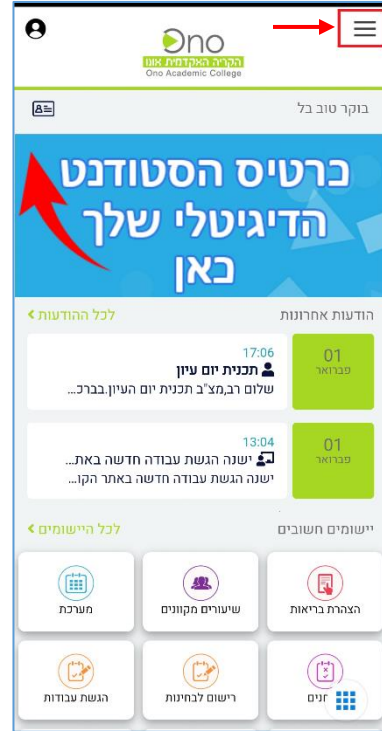 Ono
הקריה האקדמית אונו
Ono Academic College
בוקר טוב בל
כרטיס הסטודנט
הדיגיטלי שלך
כאן
הודעות אחרונות
לכל ההודעות
01
פברואר
17:06
תכנית יום עיון
שלום רב,מצ"ב תכנית יום העיון.בברכ...
01
פברואר
13:04
ישנה הגשת עבודה חדשה באת...
ישנה הגשת עבודה חדשה באתר הקו...
יישומים חשובים
לכל היישומים
הצהרת בריאות
שיעורים מקוונים
מערכת
חנים
רישום לבחינות
הגשת עבודות